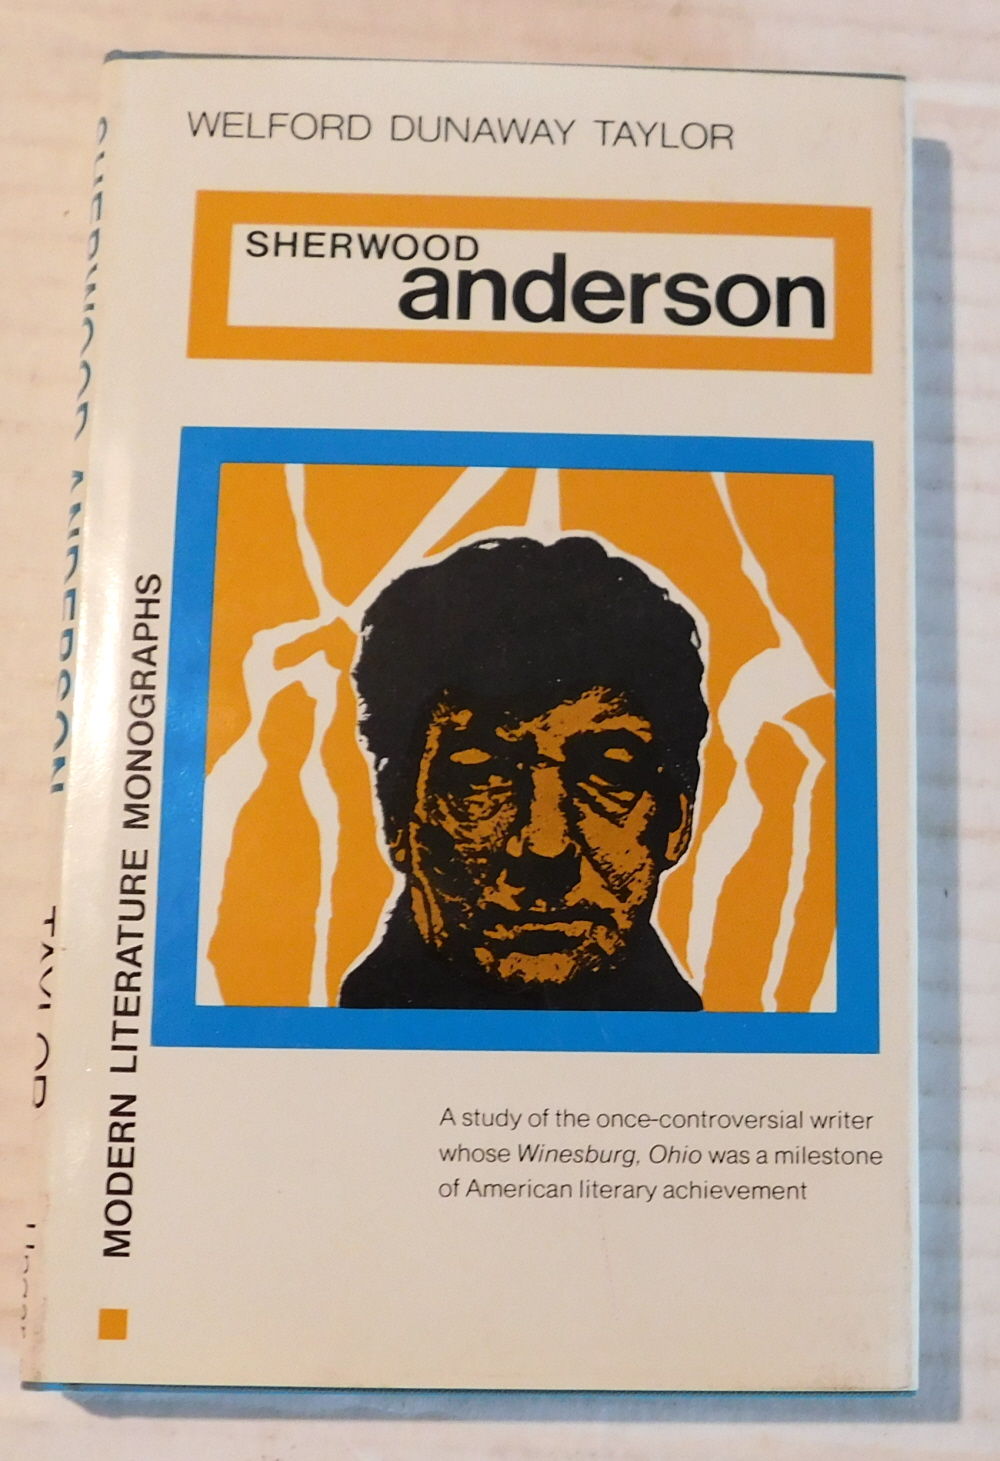 WELFORD DUNAWAY TAYLOR
SHERWOOD
anderson
MODERN LITERATURE MONOGRAPHS
A study of the once-controversial writer
whose Winesburg, Ohio was a milestone
of American literary achievement
SHERWOOD ANDERSON
TAYLOR